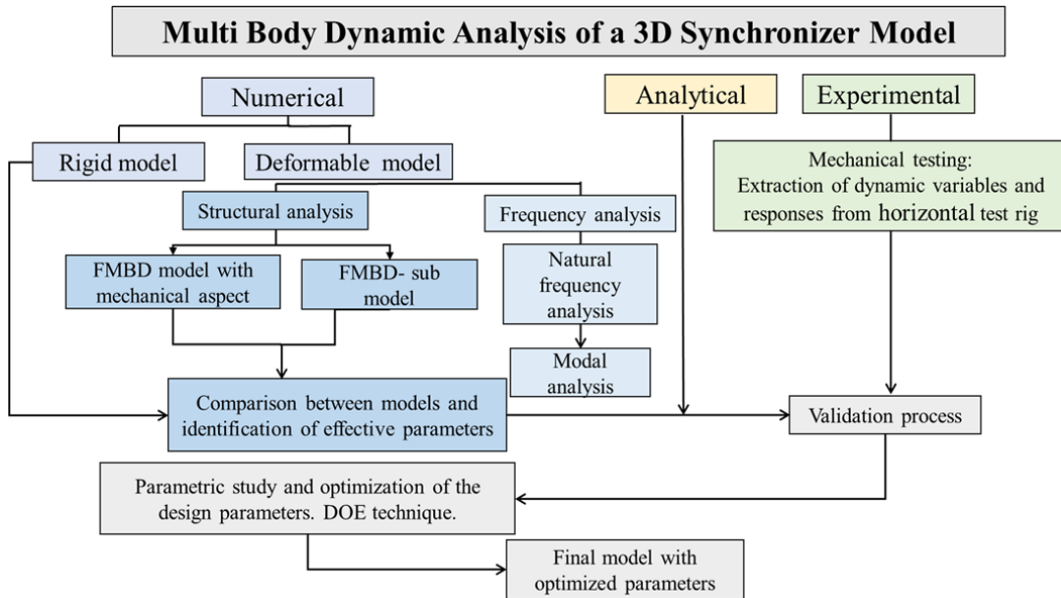 Multi Body Dynamic Analysis of a 3D Synchronizer Model
Numerical
Analytical
Experimental
Rigid model
Deformable model
Mechanical testing:
Extraction of dynamic variables and
responses from horizontal test rig
Structural analysis
Frequency analysis
FMBD model with
mechanical aspect
FMBD- sub
model
Natural
frequency
analysis
Modal
analysis
Comparison between models and
identification of effective parameters
Validation process
Parametric study and optimization of the
design parameters. DOE technique.
Final model with
optimized parameters